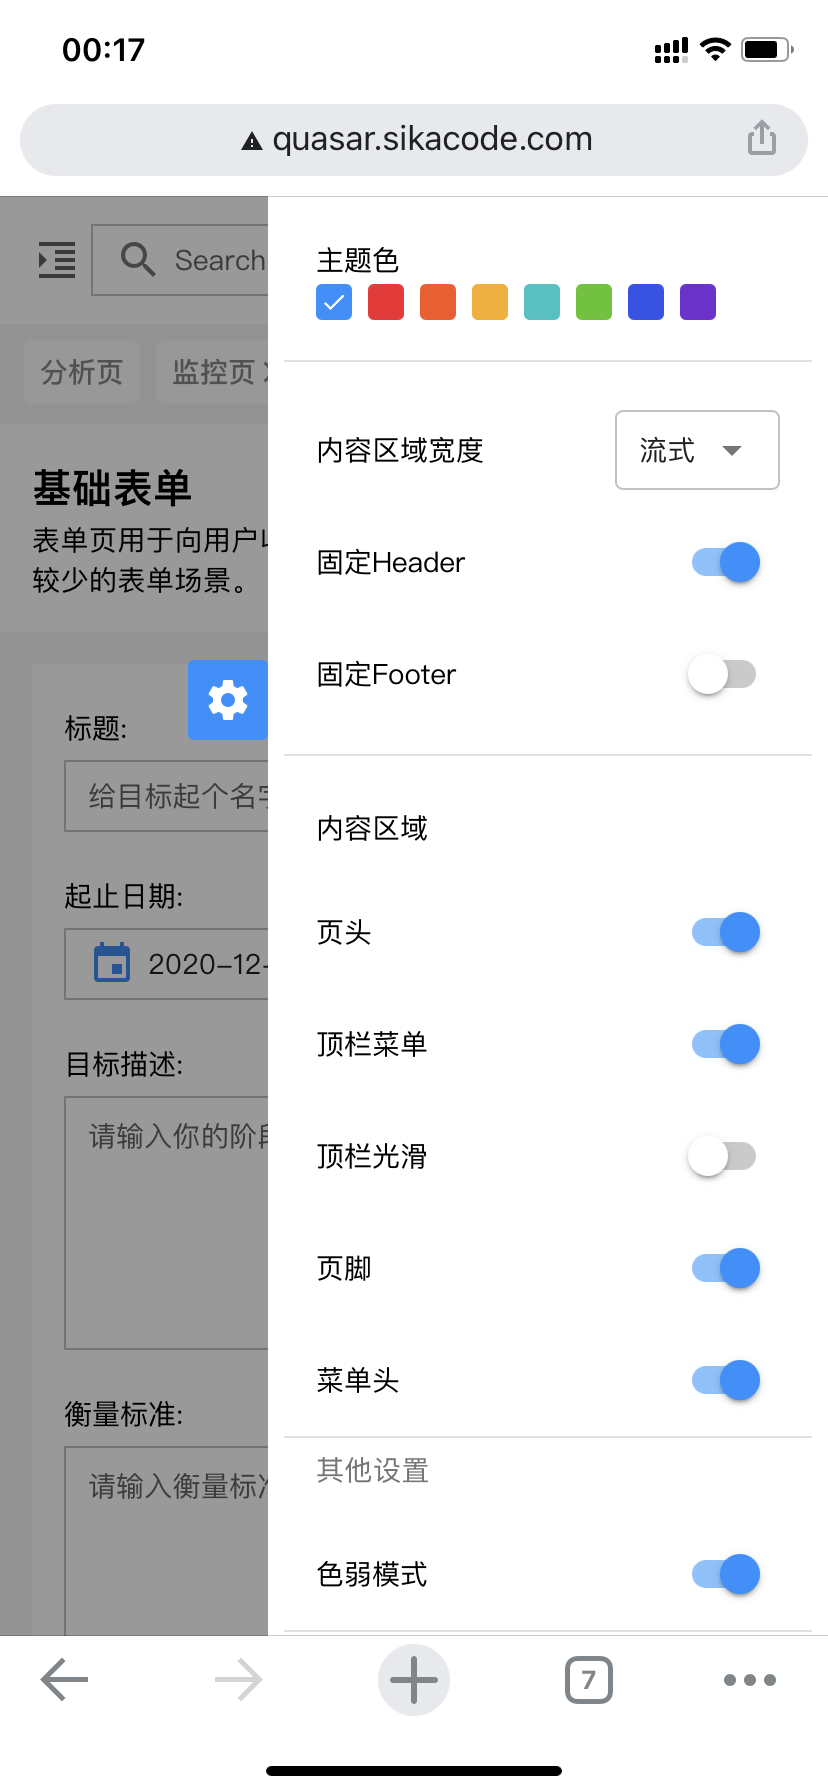 00:17
quasar.sikacode.com
Search
分析页
监控页
基础表单
表单页用于向用户
较少的表单场景。
标题:
给目标起个名字
起止日期:
2020-12-
目标描述:
请输入你的阶段
衡量标准:
请输入衡量标准
主题色
内容区域宽度
流式
固定Header
固定Footer
内容区域
页头
顶栏菜单
顶栏光滑
页脚
菜单头
其他设置
色弱模式
7